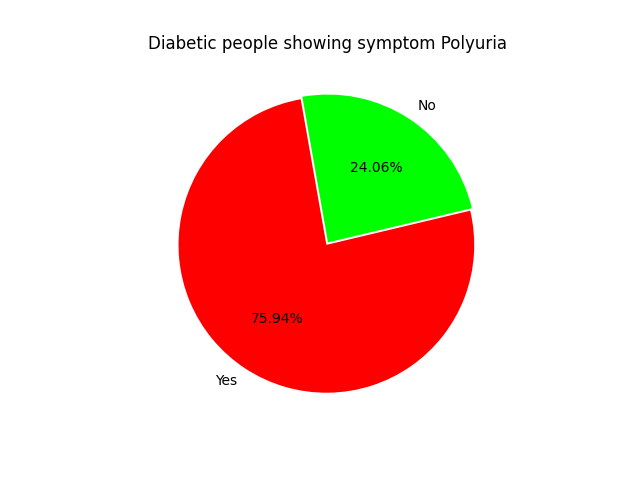 Diabetic people showing symptom Polyuria
No
24.06%
75.94%
Yes